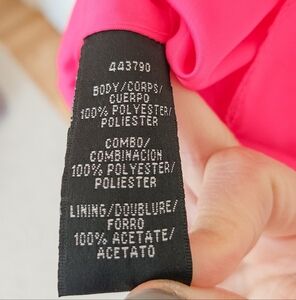 443790
BODY/CORPS/
CUERPO
100% POLYESTER/
POLIESTER
COMBO/
COMBINACION
100% POLYESTER/
POLIESTER
LINING/DOUBLURE/
FORRO
100% ACETATE/
ACETATO